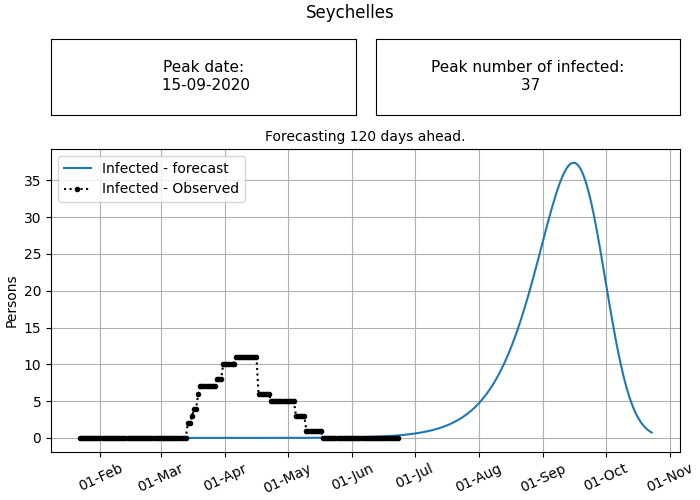 Seychelles
Peak date:
15-09-2020
Peak number of infected:
37
Forecasting 120 days ahead.
Infected - forecast
Infected - Observed
Persons
35
30
25
20
15
10
5
0
01-Feb
01-Mar
01-Apr
01-May
01-Jun
01-Jul
01-Aug
01-Sep
01-Oct
01-Nov